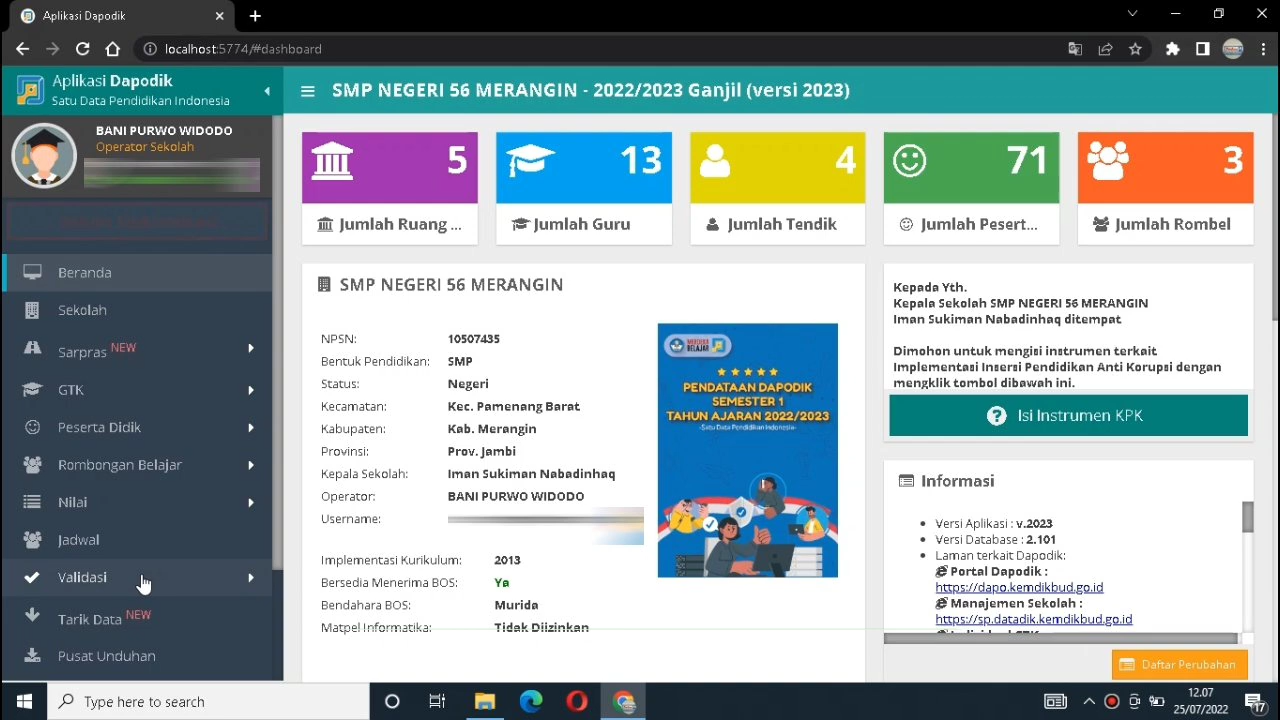 Aplikasi Dapodik
localhost:5774/#dashboard
Aplikasi Dapodik
Satu Data Pendidikan Indonesia
SMP NEGERI 56 MERANGIN - 2022/2023 Ganjil (versi 2023)
BANI PURWO WIDODO
Operator Sekolah
Beranda
Sekolah
Sarpras NEW
GTK
Peserta Didik
Rombongan Belajar
Nilai
Jadwal
Validasi
Tarik Data NEW
Pusat Unduhan
5
Jumlah Ruang ...
13
Jumlah Guru
4
Jumlah Tendik
71
Jumlah Pesert...
3
Jumlah Rombel
SMP NEGERI 56 MERANGIN
NPSN: 10507435
Bentuk Pendidikan: SMP
Status: Negeri
Kecamatan: Kec. Pamenang Barat
Kabupaten: Kab. Merangin
Provinsi: Prov. Jambi
Kepala Sekolah: Iman Sukiman Nabadinhaq
Operator: BANI PURWO WIDODO
Username:
Implementasi Kurikulum: 2013
Bersedia Menerima BOS: Ya
Bendahara BOS: Murida
Matpel Informatika: Tidak Diizinkan
MERDEKA BELAJAR
PENDATAAN DAPODIK
SEMESTER 1
TAHUN AJARAN 2022/2023
-Satu Data Pendidikan Indonesia-
Kepada Yth.
Kepala Sekolah SMP NEGERI 56 MERANGIN
Iman Sukiman Nabadinhaq ditempat
Dimohon untuk mengisi instrumen terkait
Implementasi Insersi Pendidikan Anti Korupsi dengan
mengklik tombol dibawah ini.
Isi Instrumen KPK
Informasi
Versi Aplikasi : v.2023
Versi Database : 2.101
Laman terkait Dapodik:
Portal Dapodik :
https://dapo.kemdikbud.go.id
Manajemen Sekolah :
https://sp.datadik.kemdikbud.go.id
Daftar Perubahan
Type here to search
12.07
25/07/2022
17